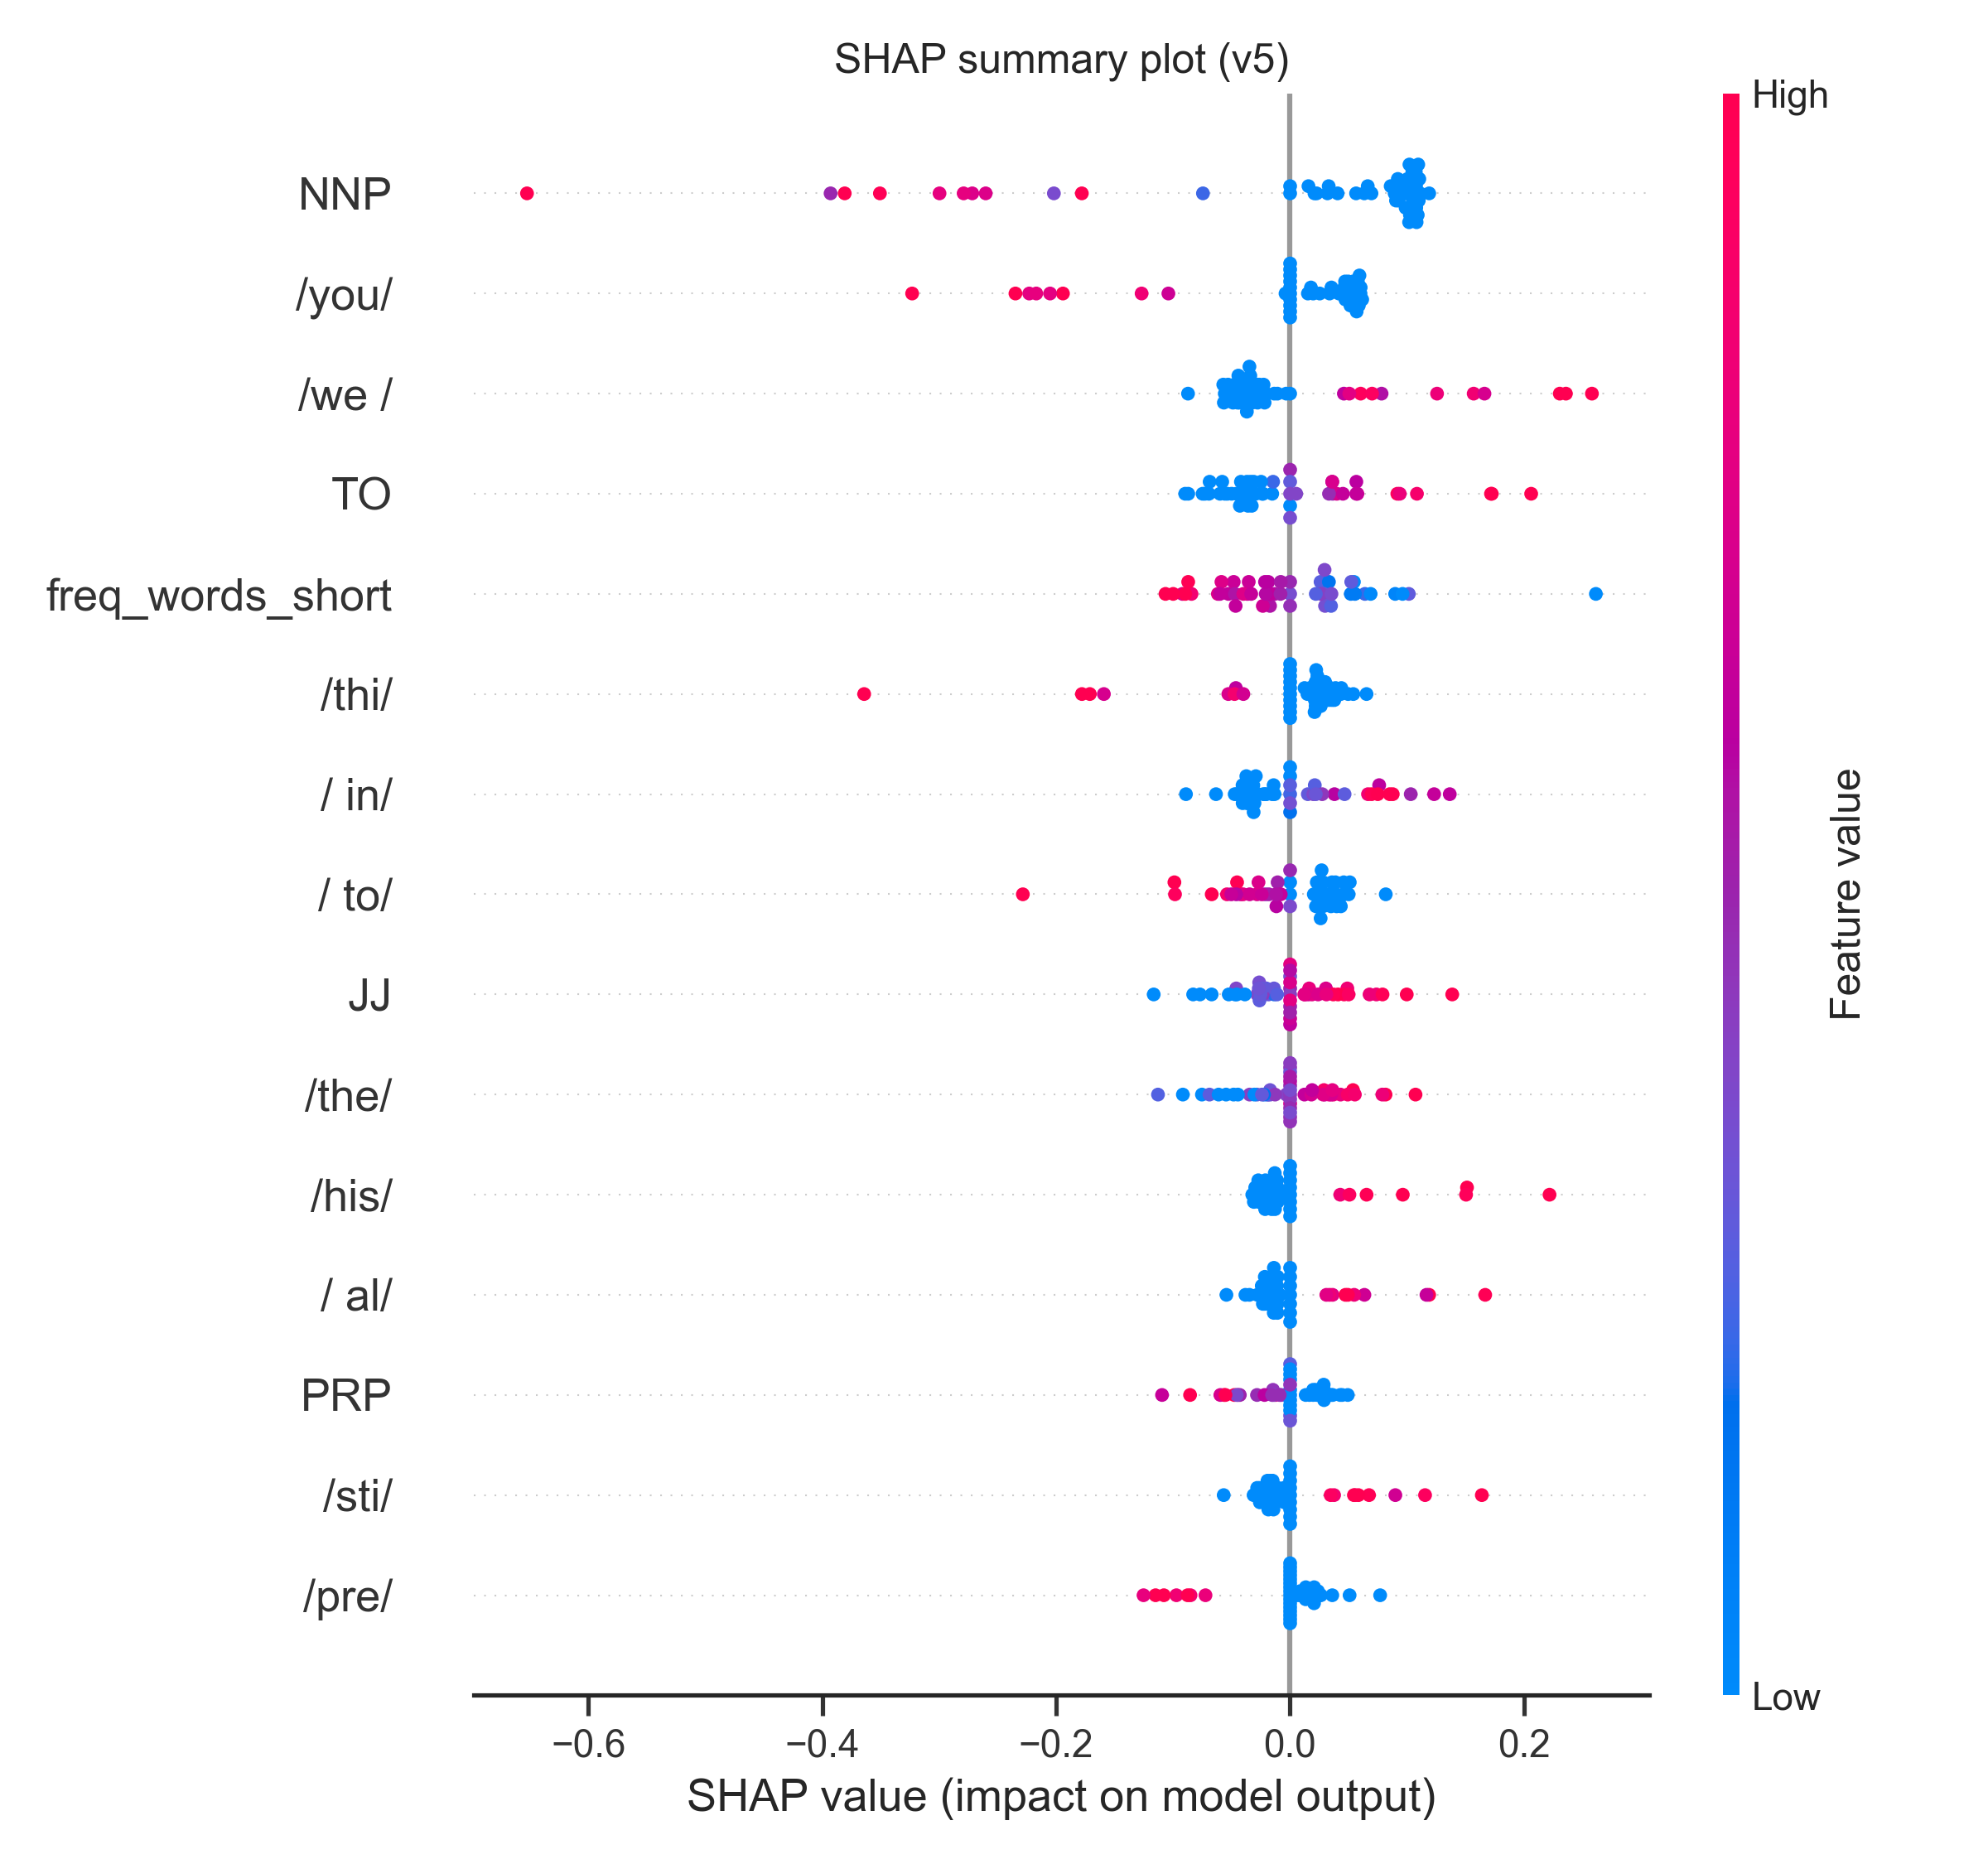 SHAP summary plot (v5)
High
NNP
/you/
/we /
TO
freq_words_short
/thi/
/ in/
/ to/
JJ
/the/
/his/
/ al/
PRP
/sti/
/pre/
Feature value
Low
−0.6 −0.4 −0.2 0.0 0.2
SHAP value (impact on model output)